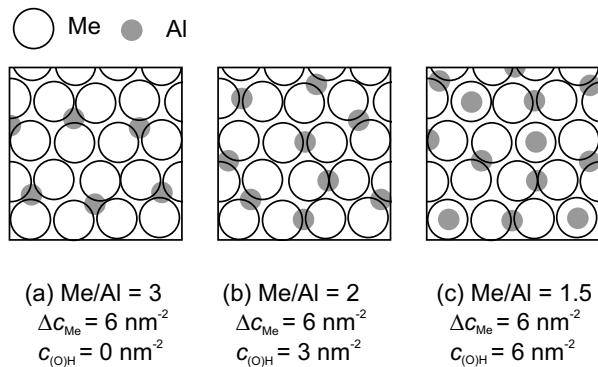 Me Al
(a) Me/Al = 3 (b) Me/Al = 2 (c) Me/Al = 1.5
Δc_Me = 6 nm⁻² Δc_Me = 6 nm⁻² Δc_Me = 6 nm⁻²
c_(O)H = 0 nm⁻² c_(O)H = 3 nm⁻² c_(O)H = 6 nm⁻²